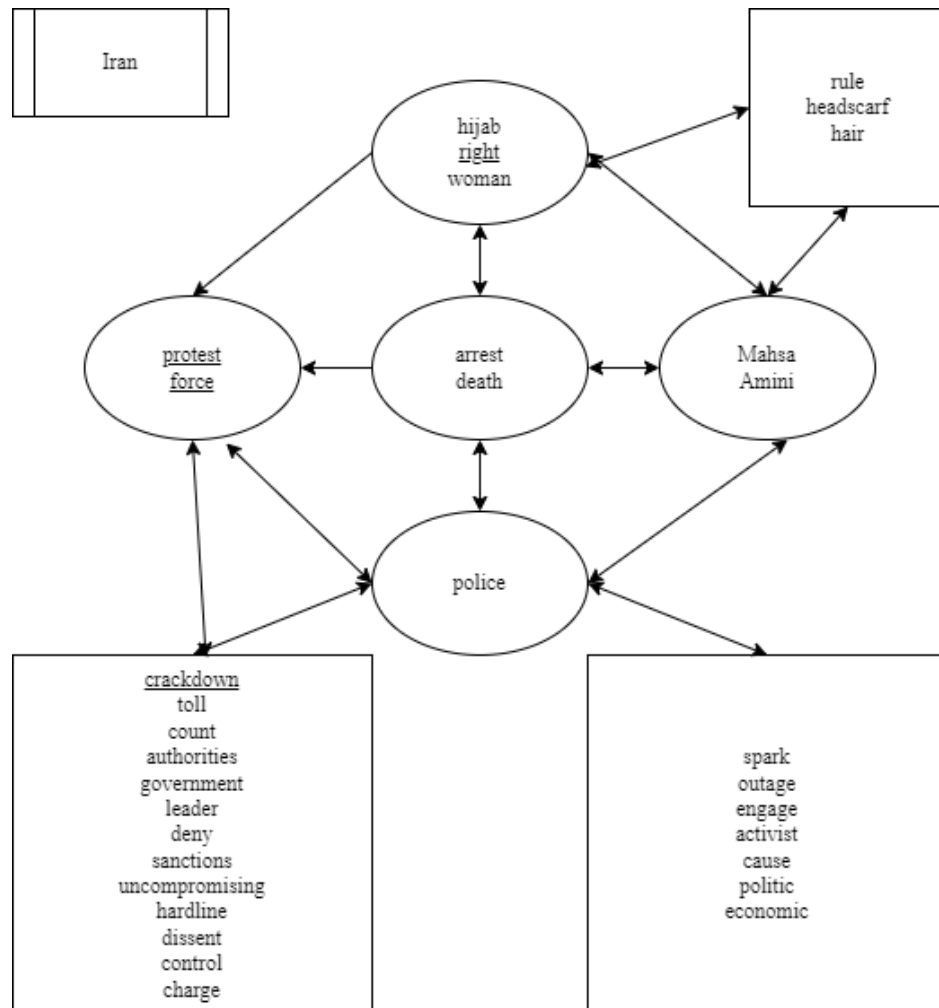 Iran
rule
headscarf
hair
hijab
right
woman
protest
force
arrest
death
Mahsa
Amini
police
crackdown
toll
count
authorities
government
leader
deny
sanctions
uncompromising
hardline
dissent
control
charge
spark
outage
engage
activist
cause
politic
economic